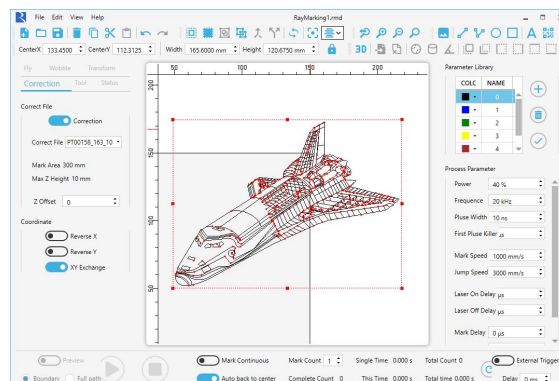 File Edit View Help RayMarking1.rmd
3D
CenterX 133.4500 CenterY 112.3125 Width 165.6000 mm Height 120.6750 mm
Fly Wobble Transform
Correction Tool Status
Correct File
Correction
Correct File PT00158_163_10
Mark Area 300 mm
Max Z Height 10 mm
Z Offset 0
Coordinate
Reverse X
Reverse Y
XY Exchange
50 100 150 200
200
150
100
50
Parameter Library
COLC NAME
0
1
2
3
4
Process Parameter
Power 40 %
Frequence 20 kHz
Pluse Width 10 ns
First Pluse Killer µs
Mark Speed 1000 mm/s
Jump Speed 3000 mm/s
Laser On Delay µs
Laser Off Delay µs
Mark Delay 0 µs
Preview Mark Continuous Mark Count 1 Single Time 0.000 s Total Count 0 External Trigger
Boundary Full path Auto back to center Complete Count 0 This Time 0.000 s Total time 0.000 s Delay 0 ms